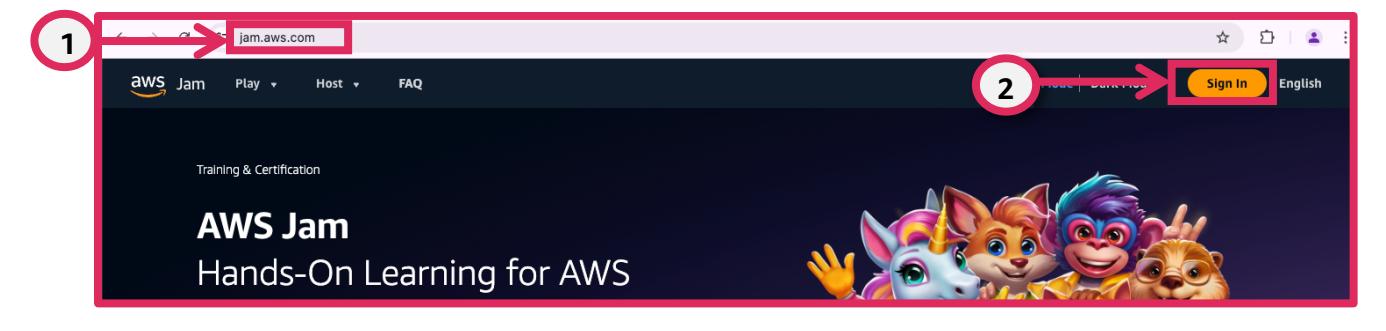 1
jam.aws.com
aws Jam Play Host FAQ
2
Sign In English
Training & Certification
AWS Jam
Hands-On Learning for AWS